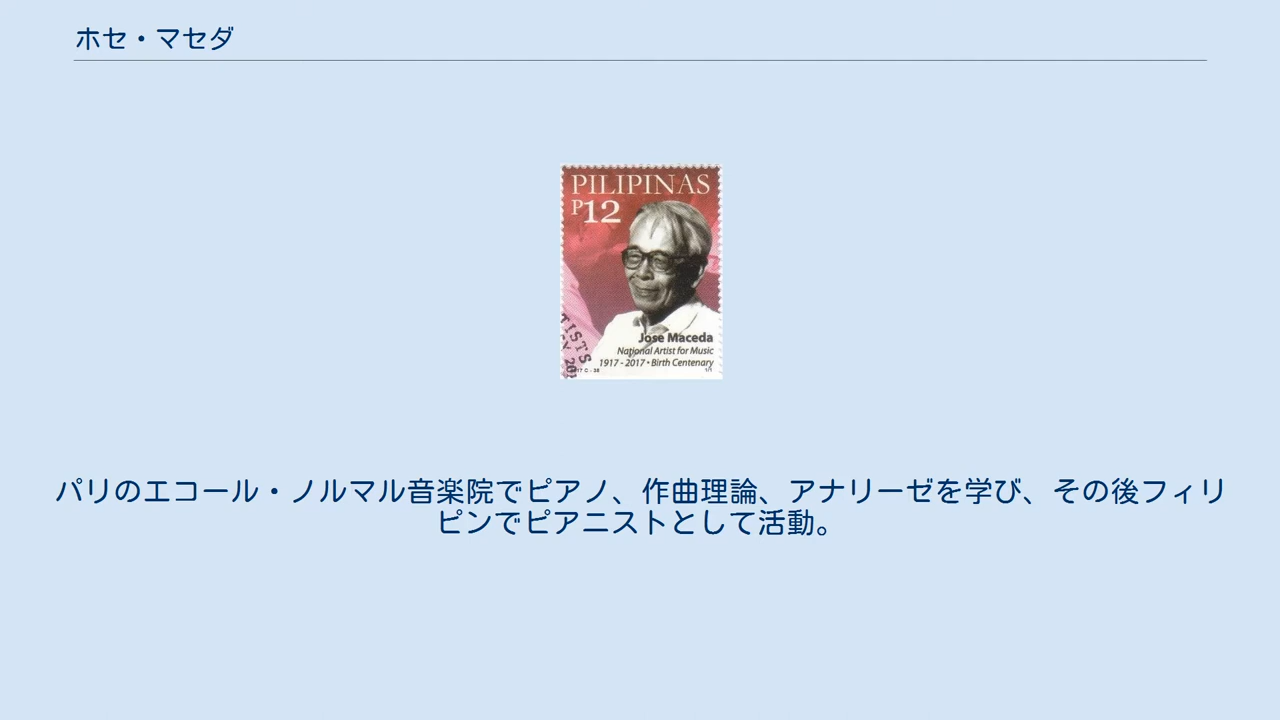 ホセ・マセダ
PILIPINAS
P12
Jose Maceda
National Artist for Music
1917 - 2017 • Birth Centenary
1/1
パリのエコール・ノルマル音楽院でピアノ、作曲理論、アナリーゼを学び、その後フィリ
ピンでピアニストとして活動。